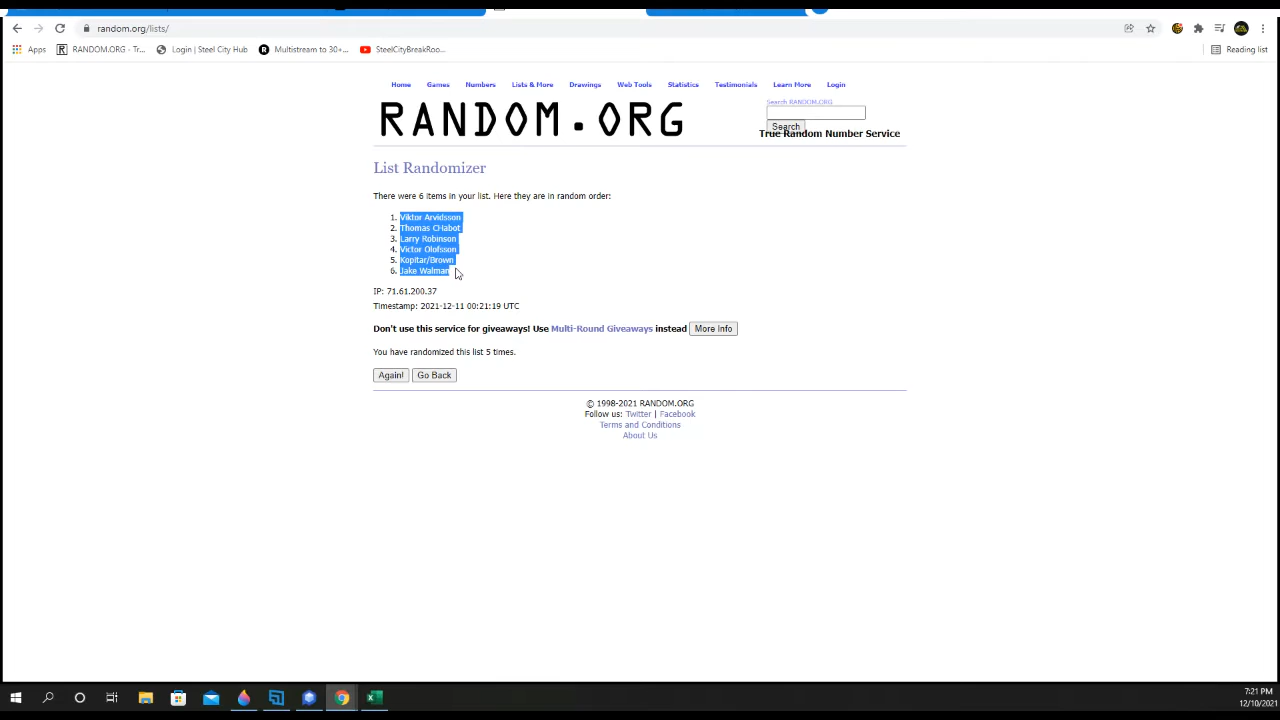 random.org/lists/
Apps
RANDOM.ORG - Tr...
Login | Steel City Hub
Multistream to 30+...
SteelCityBreakRoo...
Reading list
Home Games Numbers Lists & More Drawings Web Tools Statistics Testimonials Learn More Login
RANDOM.ORG
Search RANDOM.ORG
Search
True Random Number Service
List Randomizer
There were 6 items in your list. Here they are in random order:
1. Viktor Arvidsson
2. Thomas CHabot
3. Larry Robinson
4. Victor Olofsson
5. Kopitar/Brown
6. Jake Walman
IP: 71.61.200.37
Timestamp: 2021-12-11 00:21:19 UTC
Don't use this service for giveaways! Use Multi-Round Giveaways instead More Info
You have randomized this list 5 times.
Again! Go Back
© 1998-2021 RANDOM.ORG
Follow us: Twitter | Facebook
Terms and Conditions
About Us
7:21 PM
12/10/2021